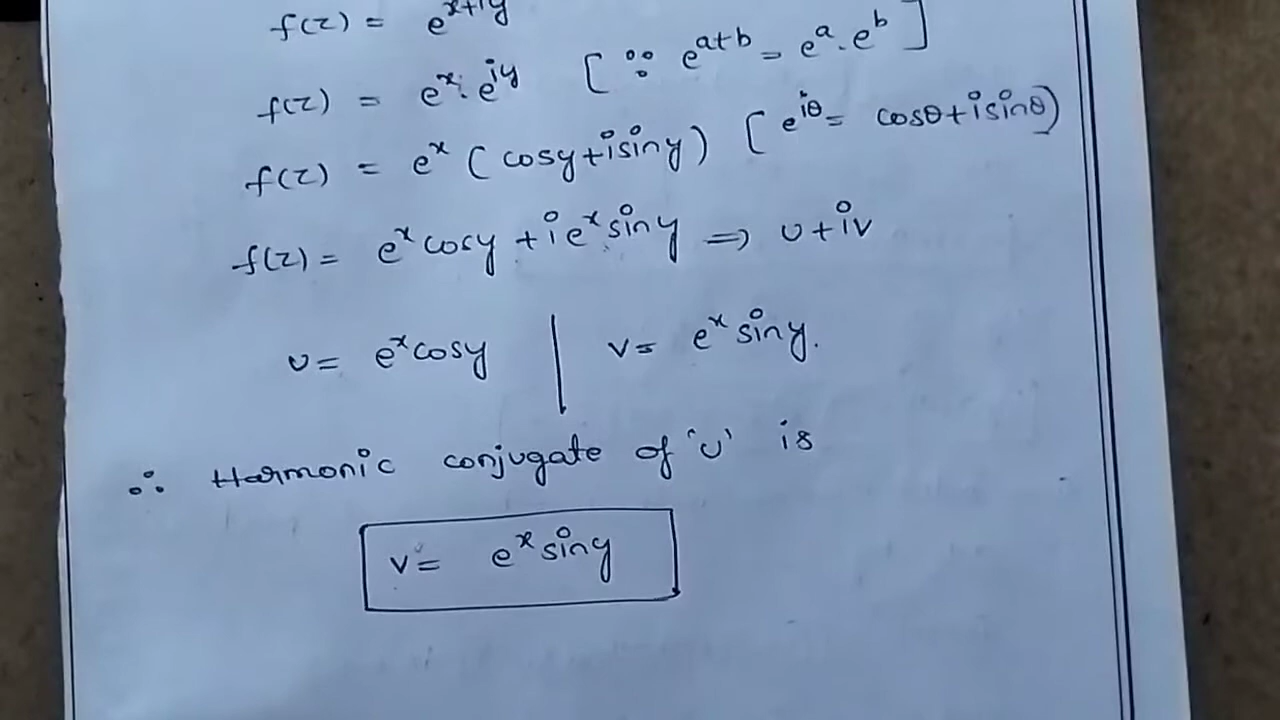 f(z) = e^{x+iy}
f(z) = e^x. e^{iy} [∵ e^{a+b} = e^a. e^b]
f(z) = e^x (cosy+isiny) [e^{iθ}= cosθ+isinθ)
f(z) = e^x cosy + i e^x siny ⇒ u+iv
u= e^x cosy | v= e^x siny.
∴ Harmonic conjugate of 'u' is
v= e^x siny